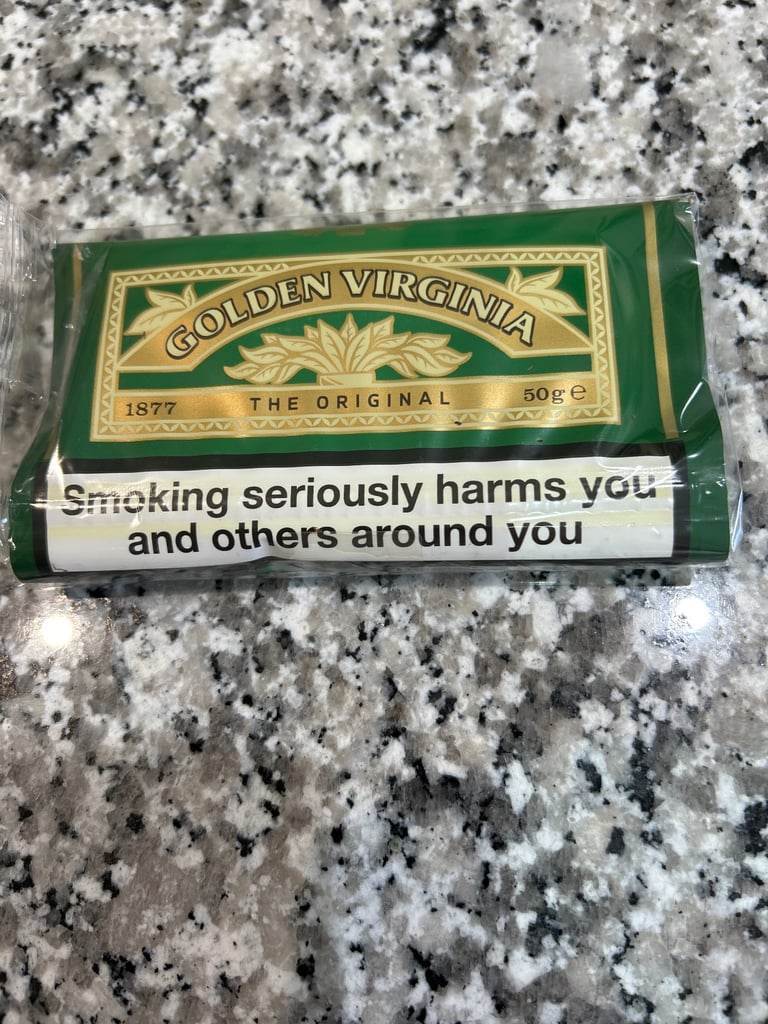 GOLDEN VIRGINIA
1877 THE ORIGINAL 50g ℮
Smoking seriously harms you
and others around you